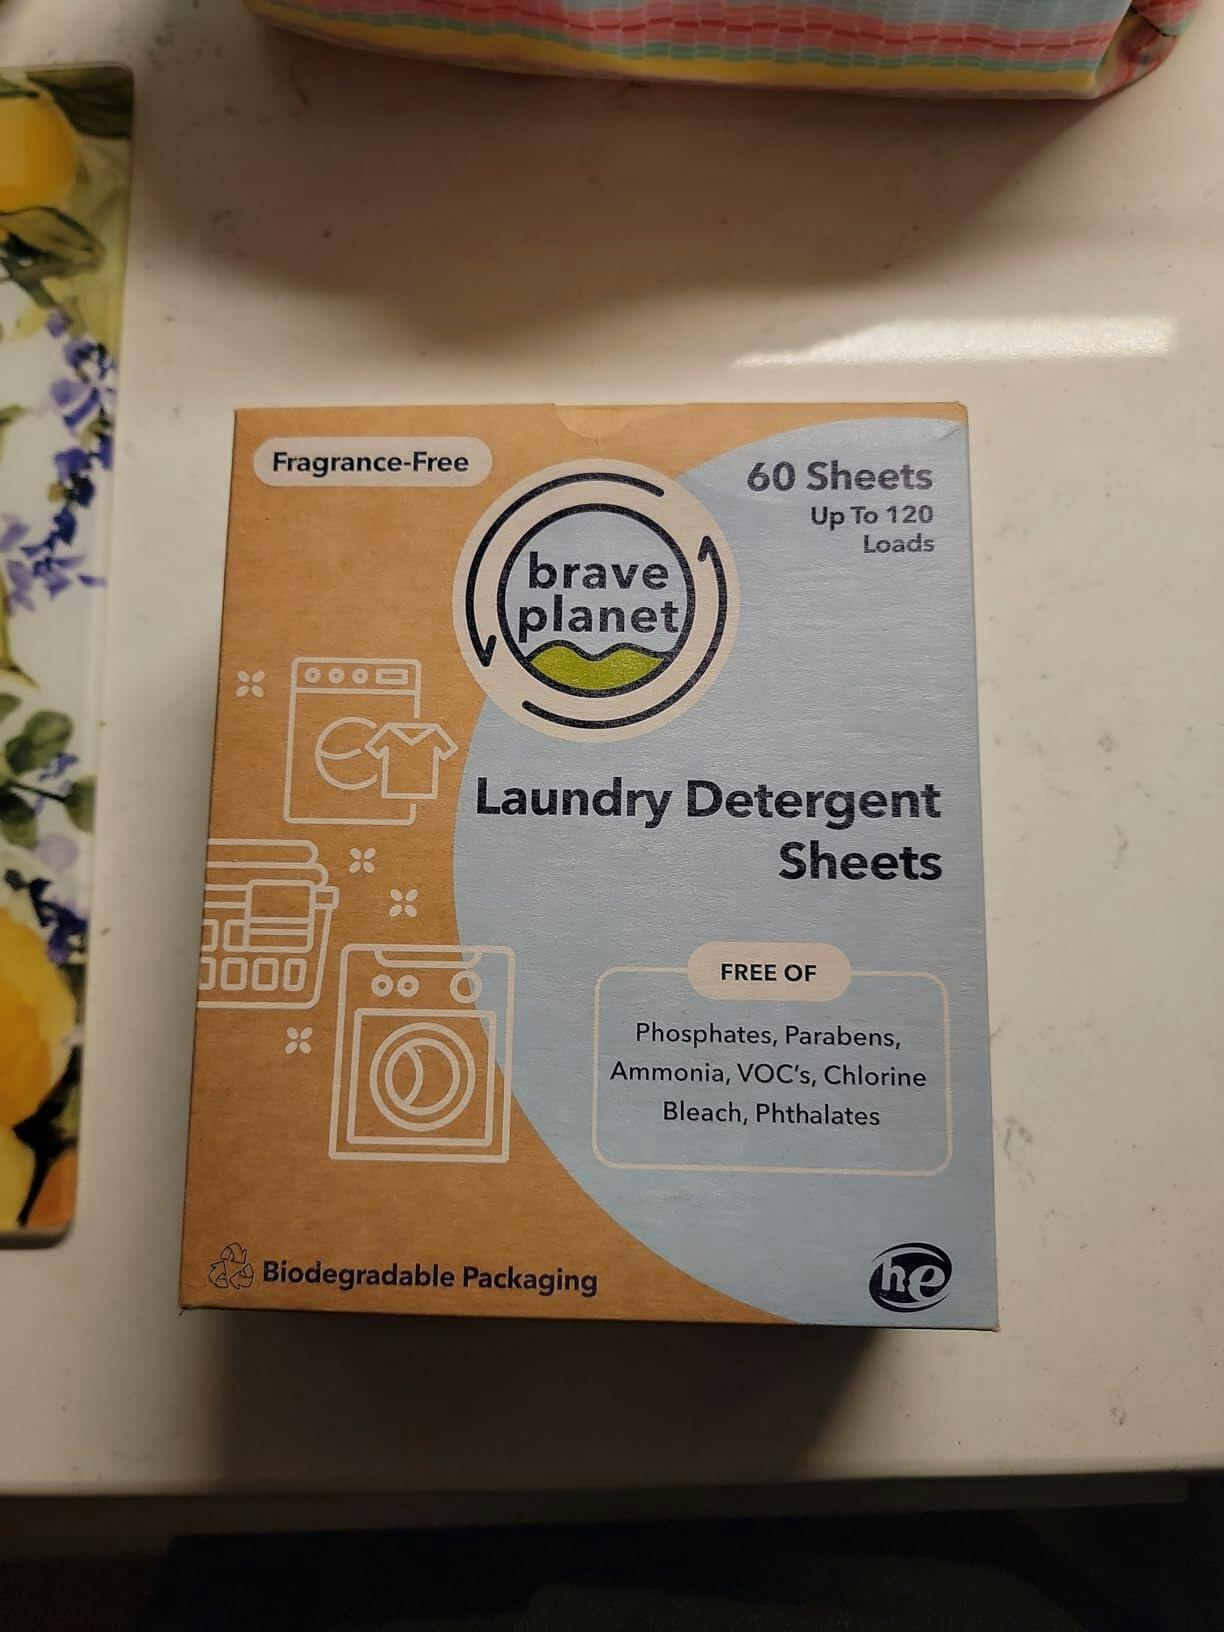 Fragrance-Free
60 Sheets
Up To 120
Loads
brave
planet
Laundry Detergent
Sheets
FREE OF
Phosphates, Parabens,
Ammonia, VOC's, Chlorine
Bleach, Phthalates
Biodegradable Packaging
he